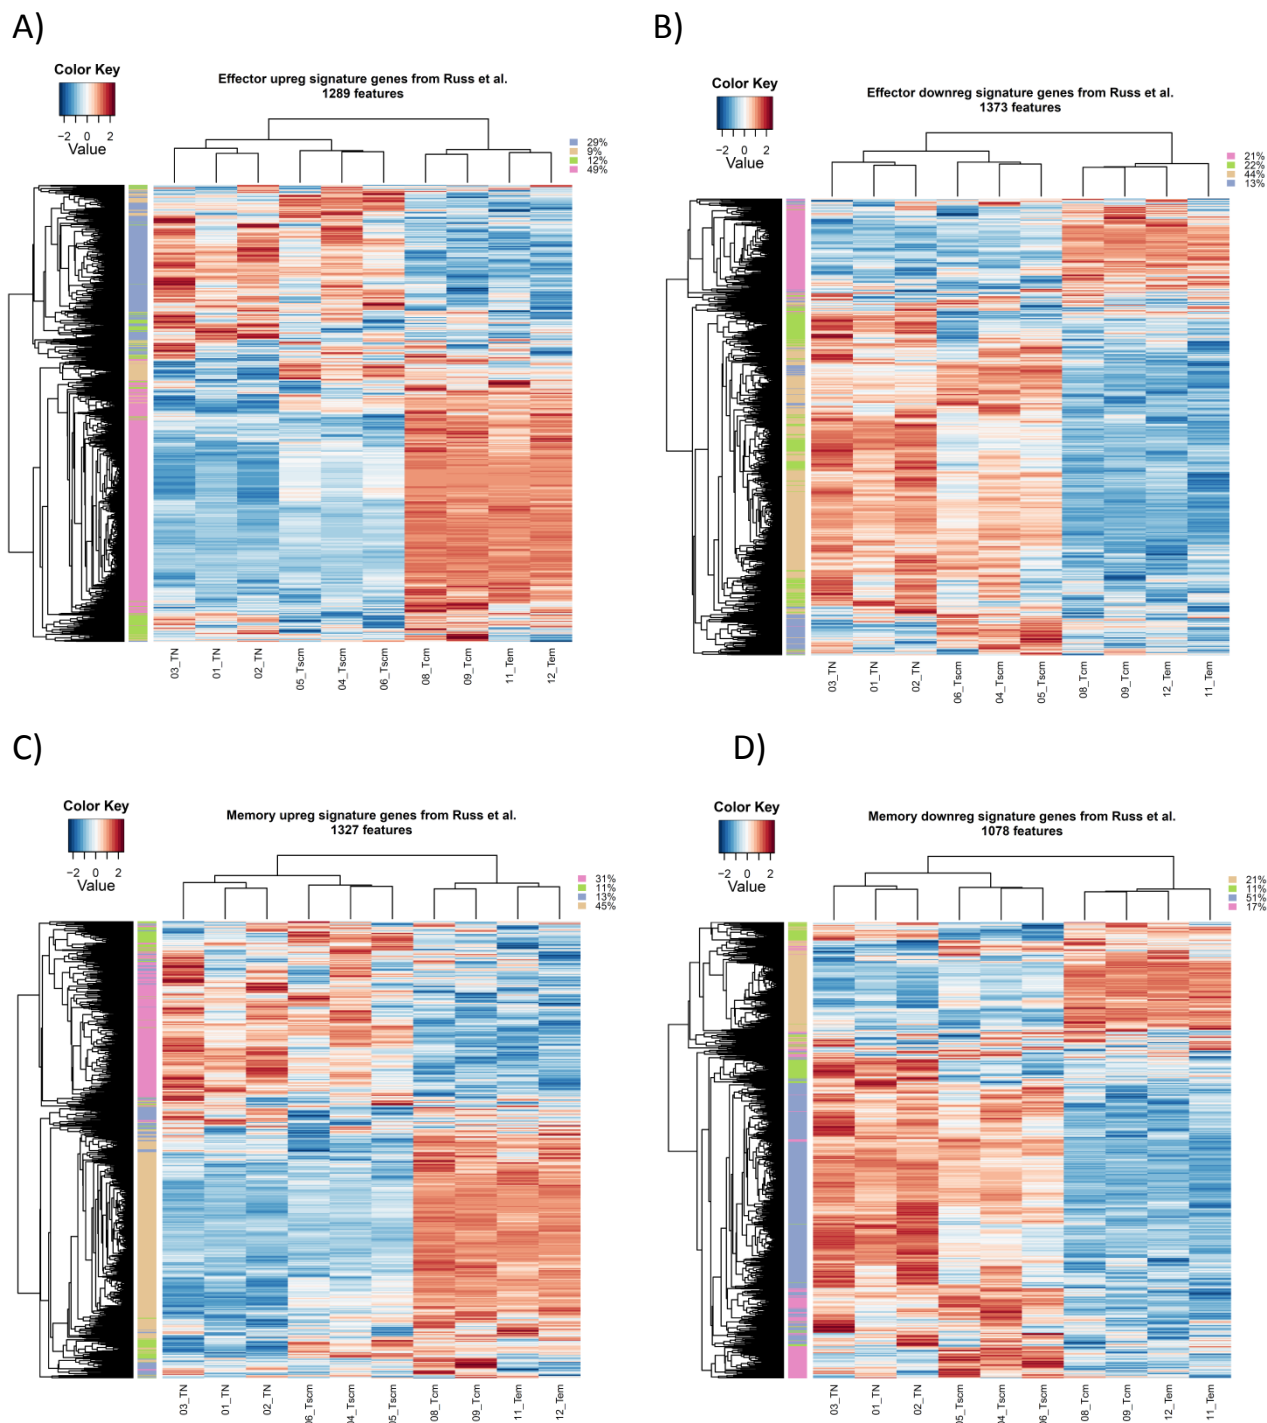 A)
Color Key
−2 0 2
Value
Effector upreg signature genes from Russ et al.
1289 features
29%
9%
12%
49%
03_TN
01_TN
02_TN
05_Tscm
04_Tscm
06_Tscm
08_Tcm
09_Tcm
11_Tem
12_Tem
B)
Color Key
−2 0 2
Value
Effector downreg signature genes from Russ et al.
1373 features
21%
22%
44%
13%
03_TN
01_TN
02_TN
06_Tscm
04_Tscm
05_Tscm
08_Tcm
09_Tcm
12_Tem
11_Tem
C)
Color Key
−2 0 2
Value
Memory upreg signature genes from Russ et al.
1327 features
31%
11%
13%
45%
03_TN
01_TN
02_TN
06_Tscm
04_Tscm
05_Tscm
08_Tcm
09_Tcm
11_Tem
12_Tem
D)
Color Key
−2 0 2
Value
Memory downreg signature genes from Russ et al.
1078 features
21%
11%
51%
17%
03_TN
01_TN
02_TN
05_Tscm
04_Tscm
06_Tscm
08_Tcm
09_Tcm
12_Tem
11_Tem